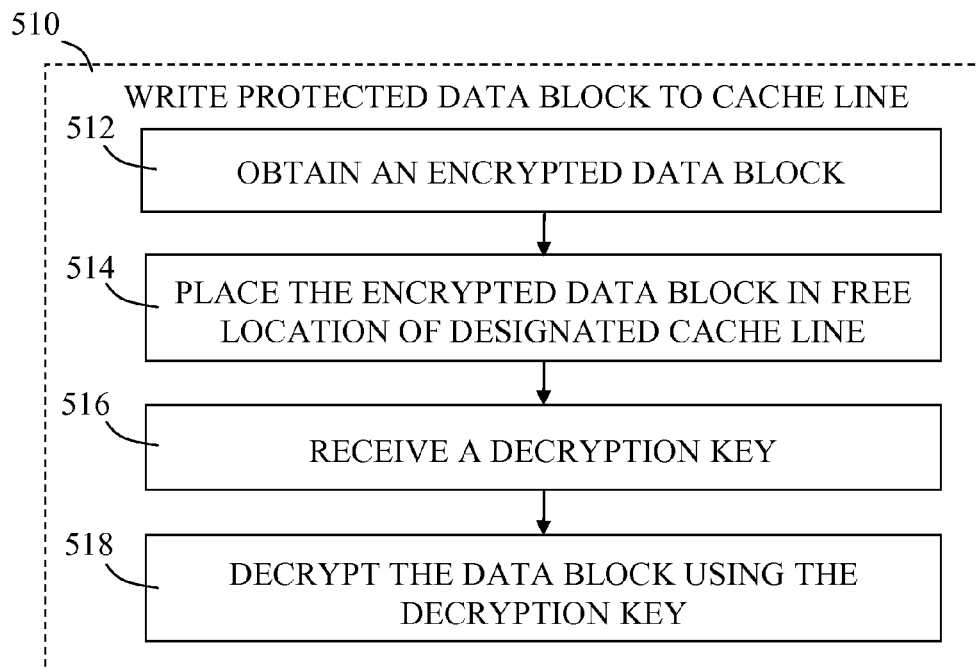 510
WRITE PROTECTED DATA BLOCK TO CACHE LINE
512
OBTAIN AN ENCRYPTED DATA BLOCK
514
PLACE THE ENCRYPTED DATA BLOCK IN FREE
LOCATION OF DESIGNATED CACHE LINE
516
RECEIVE A DECRYPTION KEY
518
DECRYPT THE DATA BLOCK USING THE
DECRYPTION KEY